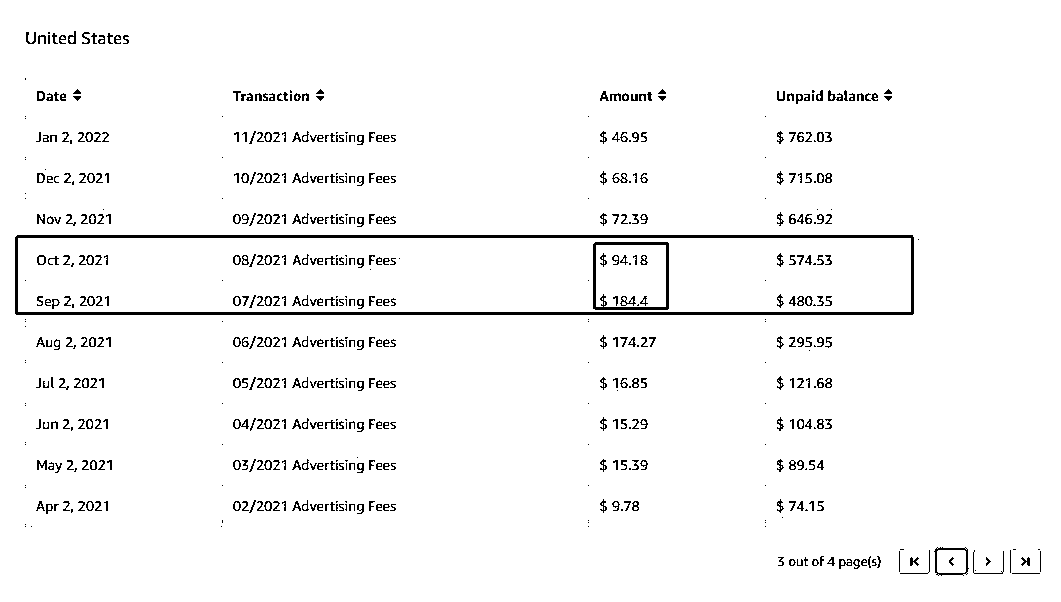 United States
Date Transaction Amount Unpaid balance
Jan 2, 2022 11/2021 Advertising Fees $ 46.95 $ 762.03
Dec 2, 2021 10/2021 Advertising Fees $ 68.16 $ 715.08
Nov 2, 2021 09/2021 Advertising Fees $ 72.39 $ 646.92
Oct 2, 2021 08/2021 Advertising Fees $ 94.18 $ 574.53
Sep 2, 2021 07/2021 Advertising Fees $ 184.4 $ 480.35
Aug 2, 2021 06/2021 Advertising Fees $ 174.27 $ 295.95
Jul 2, 2021 05/2021 Advertising Fees $ 16.85 $ 121.68
Jun 2, 2021 04/2021 Advertising Fees $ 15.29 $ 104.83
May 2, 2021 03/2021 Advertising Fees $ 15.39 $ 89.54
Apr 2, 2021 02/2021 Advertising Fees $ 9.78 $ 74.15
3 out of 4 page(s)